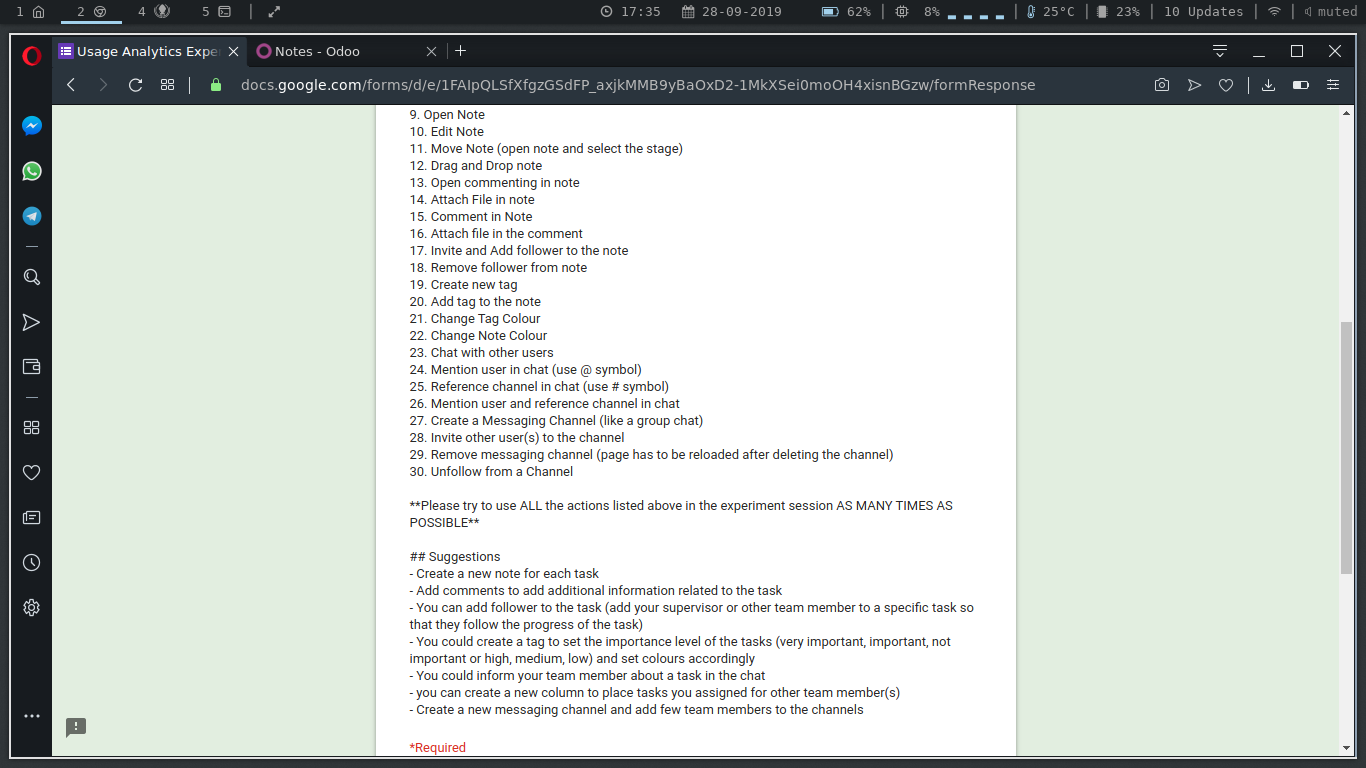 1 2 4 5 17:35 28-09-2019 62% 8% 25°C 23% 10 Updates muted
Usage Analytics Expe Notes - Odoo
docs.google.com/forms/d/e/1FAIpQLSfXfgzGSdFP_axjkMMB9yBaOxD2-1MkXSei0moOH4xisnBGzw/formResponse
9. Open Note
10. Edit Note
11. Move Note (open note and select the stage)
12. Drag and Drop note
13. Open commenting in note
14. Attach File in note
15. Comment in Note
16. Attach file in the comment
17. Invite and Add follower to the note
18. Remove follower from note
19. Create new tag
20. Add tag to the note
21. Change Tag Colour
22. Change Note Colour
23. Chat with other users
24. Mention user in chat (use @ symbol)
25. Reference channel in chat (use # symbol)
26. Mention user and reference channel in chat
27. Create a Messaging Channel (like a group chat)
28. Invite other user(s) to the channel
29. Remove messaging channel (page has to be reloaded after deleting the channel)
30. Unfollow from a Channel
**Please try to use ALL the actions listed above in the experiment session AS MANY TIMES AS
POSSIBLE**
## Suggestions
- Create a new note for each task
- Add comments to add additional information related to the task
- You can add follower to the task (add your supervisor or other team member to a specific task so
that they follow the progress of the task)
- You could create a tag to set the importance level of the tasks (very important, important, not
important or high, medium, low) and set colours accordingly
- You could inform your team member about a task in the chat
- you can create a new column to place tasks you assigned for other team member(s)
- Create a new messaging channel and add few team members to the channels
*Required